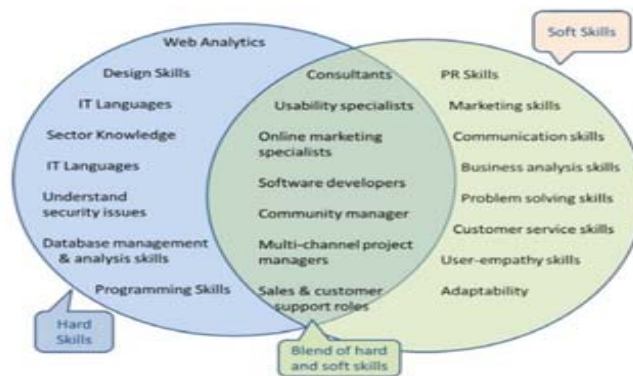 Soft Skills
Web Analytics
Design Skills
IT Languages
Sector Knowledge
IT Languages
Understand
security issues
Database management
& analysis skills
Programming Skills
Hard
Skills
Consultants
Usability specialists
Online marketing
specialists
Software developers
Community manager
Multi-channel project
managers
Sales & customer
support roles
Blend of hard
and soft skills
PR Skills
Marketing skills
Communication skills
Business analysis skills
Problem solving skills
Customer service skills
User-empathy skills
Adaptability